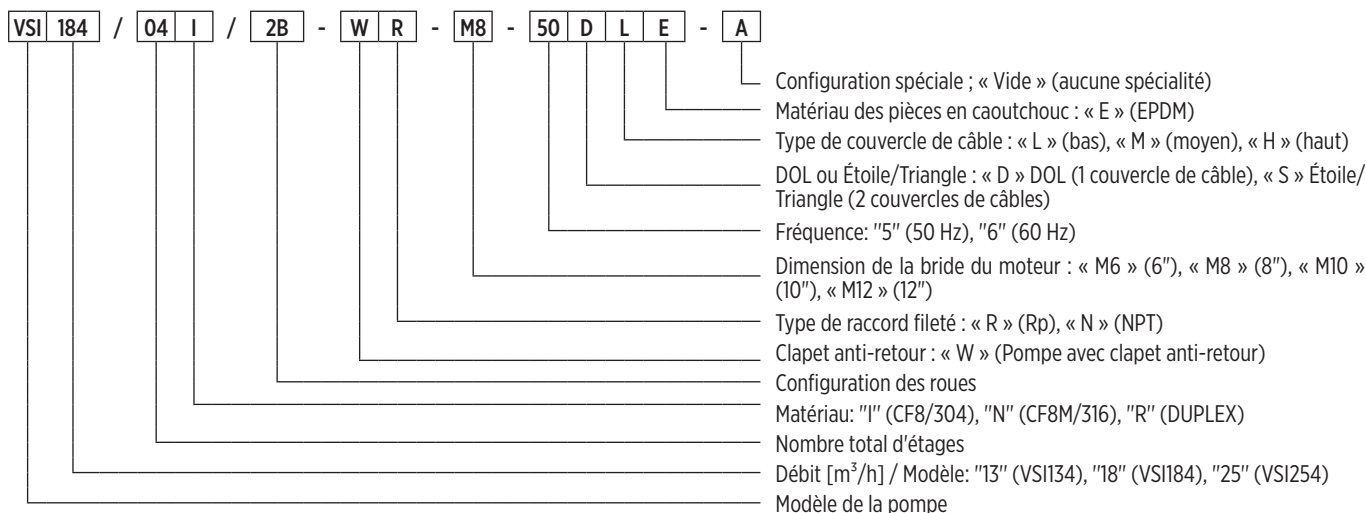 VSI 184 / 04 I / 2B - W R - M8 - 50 D L E - A
Configuration spéciale ; « Vide » (aucune spécialité)
Matériau des pièces en caoutchouc : « E » (EPDM)
Type de couvercle de câble : « L » (bas), « M » (moyen), « H » (haut)
DOL ou Étoile/Triangle : « D » DOL (1 couvercle de câble), « S » Étoile/
Triangle (2 couvercles de câbles)
Fréquence: "5" (50 Hz), "6" (60 Hz)
Dimension de la bride du moteur : « M6 » (6"), « M8 » (8"), « M10 »
(10"), « M12 » (12")
Type de raccord fileté : « R » (Rp), « N » (NPT)
Clapet anti-retour : « W » (Pompe avec clapet anti-retour)
Configuration des roues
Matériau: "I" (CF8/304), "N" (CF8M/316), "R" (DUPLEX)
Nombre total d'étages
Débit [m³/h] / Modèle: "13" (VSI134), "18" (VSI184), "25" (VSI254)
Modèle de la pompe